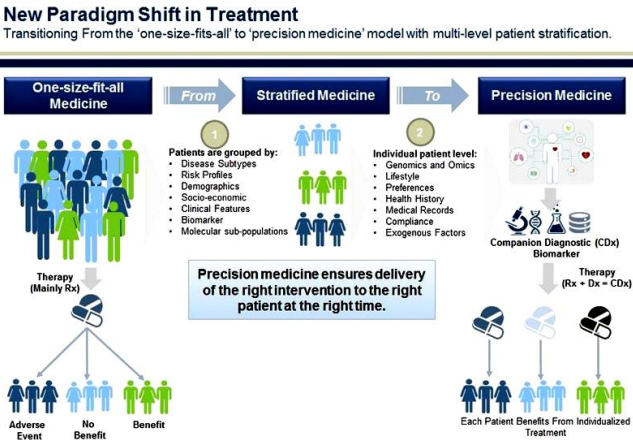 New Paradigm Shift in Treatment
Transitioning From the 'one-size-fits-all' to 'precision medicine' model with multi-level patient stratification.
One-size-fit-all
Medicine
From
Stratified Medicine
To
Precision Medicine
1
Patients are grouped by:
• Disease Subtypes
• Risk Profiles
• Demographics
• Socio-economic
• Clinical Features
• Biomarker
• Molecular sub-populations
2
Individual patient level:
• Genomics and Omics
• Lifestyle
• Preferences
• Health History
• Medical Records
• Compliance
• Exogenous Factors
Companion Diagnostic (CDx)
Biomarker
Therapy
(Mainly Rx)
Precision medicine ensures delivery
of the right intervention to the right
patient at the right time.
Therapy
(Rx + Dx = CDx)
Adverse
Event
No
Benefit
Benefit
Each Patient
Benefits From
Treatment
Individualized